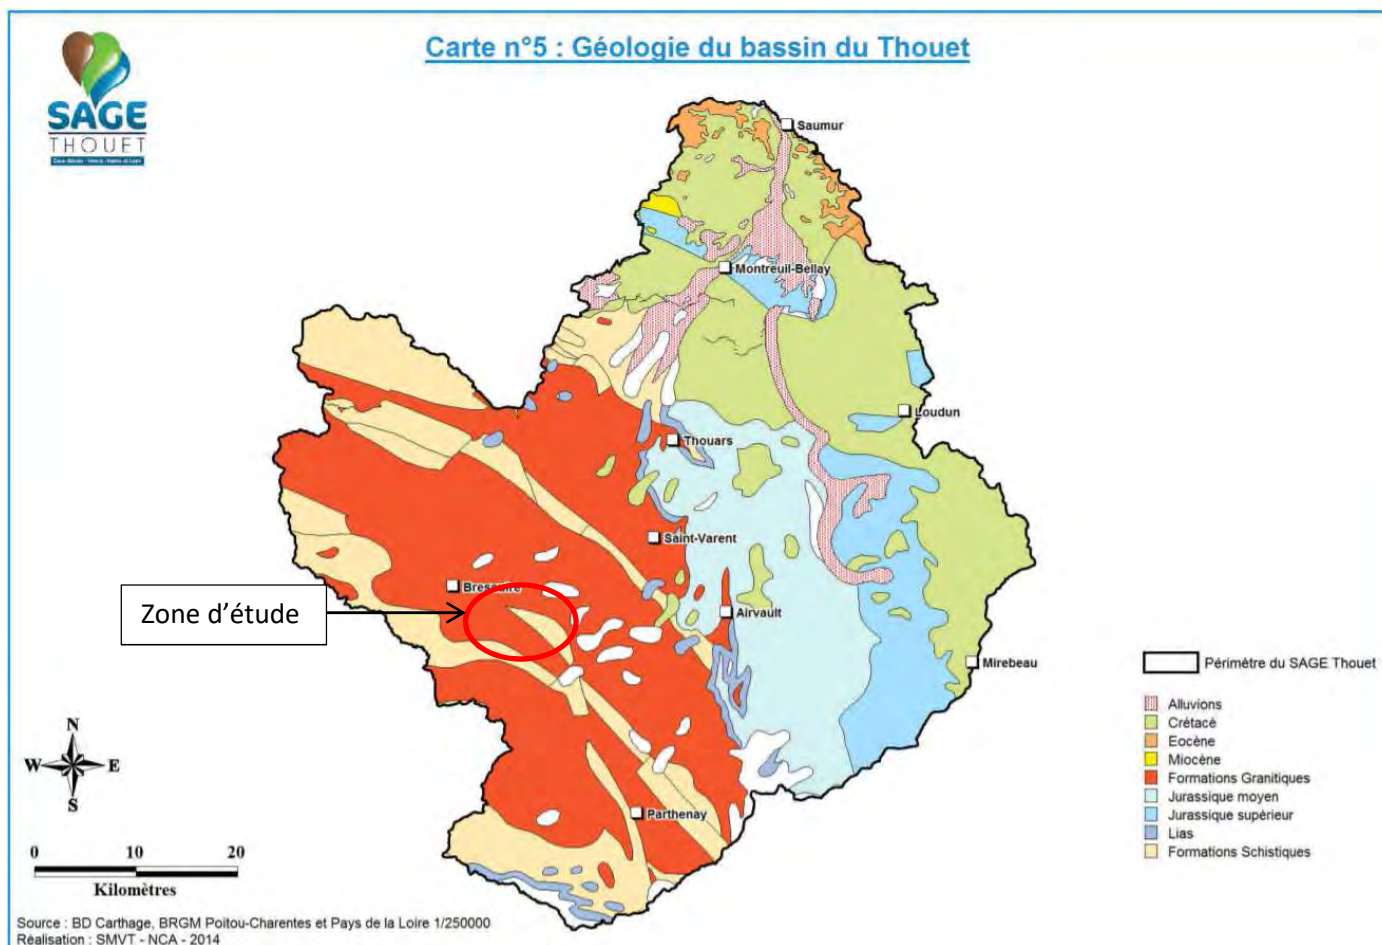 Carte n°5 : Géologie du bassin du Thouet
SAGE
THOUET
Saumur
Montreuil-Bellay
Loudun
Thouars
Saint-Varent
Bressuire
Zone d'étude
Airvault
Mirebeau
Parthenay
N
W E
S
0 10 20
Kilomètres
Périmètre du SAGE Thouet
Alluvions
Crétacé
Eocène
Miocène
Formations Granitiques
Jurassique moyen
Jurassique supérieur
Lias
Formations Schistiques
Source : BD Carthage, BRGM Poitou-Charentes et Pays de la Loire 1/250000
Réalisation : SMVT - NCA - 2014